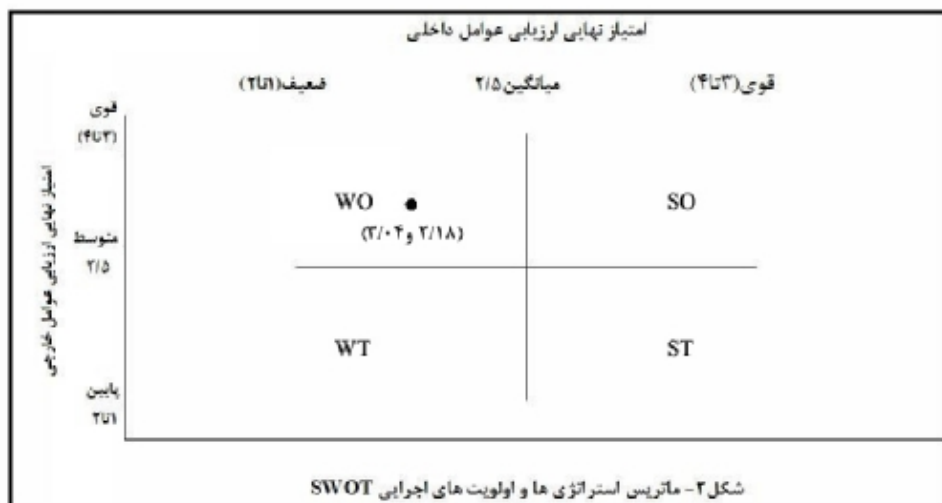 امتیاز نهایی ارزیابی عوامل داخلی
قوی(۳تا۴)
میانگین۲/۵
ضعیف(۱تا۲)
قوی
(۳تا۴)
امتیاز نهایی ارزیابی عوامل خارجی
WO
SO
(۳/۰۴ و ۲/۱۸)
متوسط
۲/۵
WT
ST
پایین
۱تا۲
شکل۲- ماتریس استراتژی ها و اولویت های اجرایی SWOT